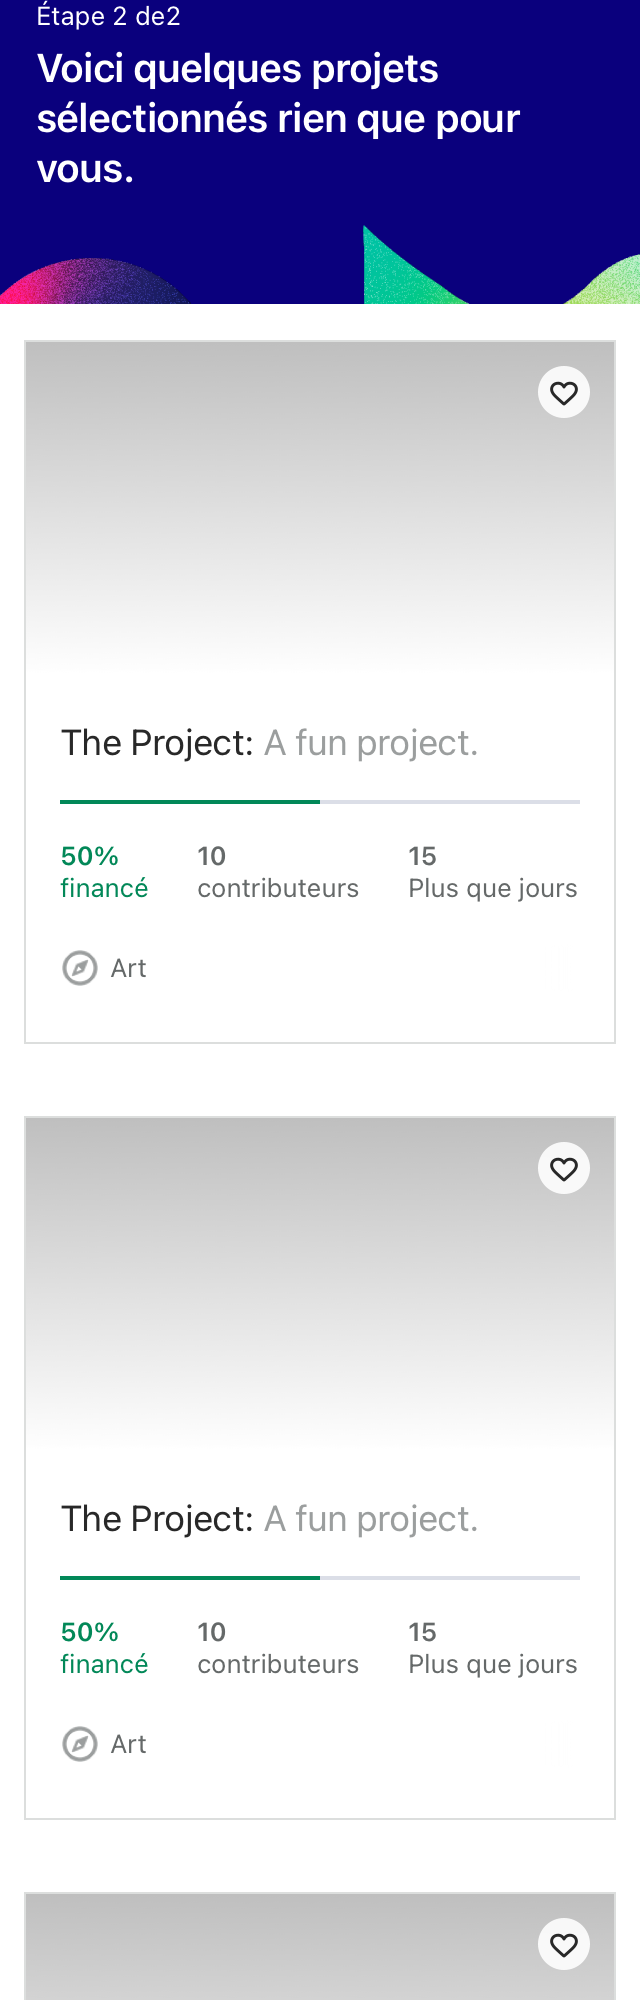 Étape 2 de2
Voici quelques projets
sélectionnés rien que pour
vous.
The Project: A fun project.
50%
financé
10
contributeurs
15
Plus que jours
Art
The Project: A fun project.
50%
financé
10
contributeurs
15
Plus que jours
Art